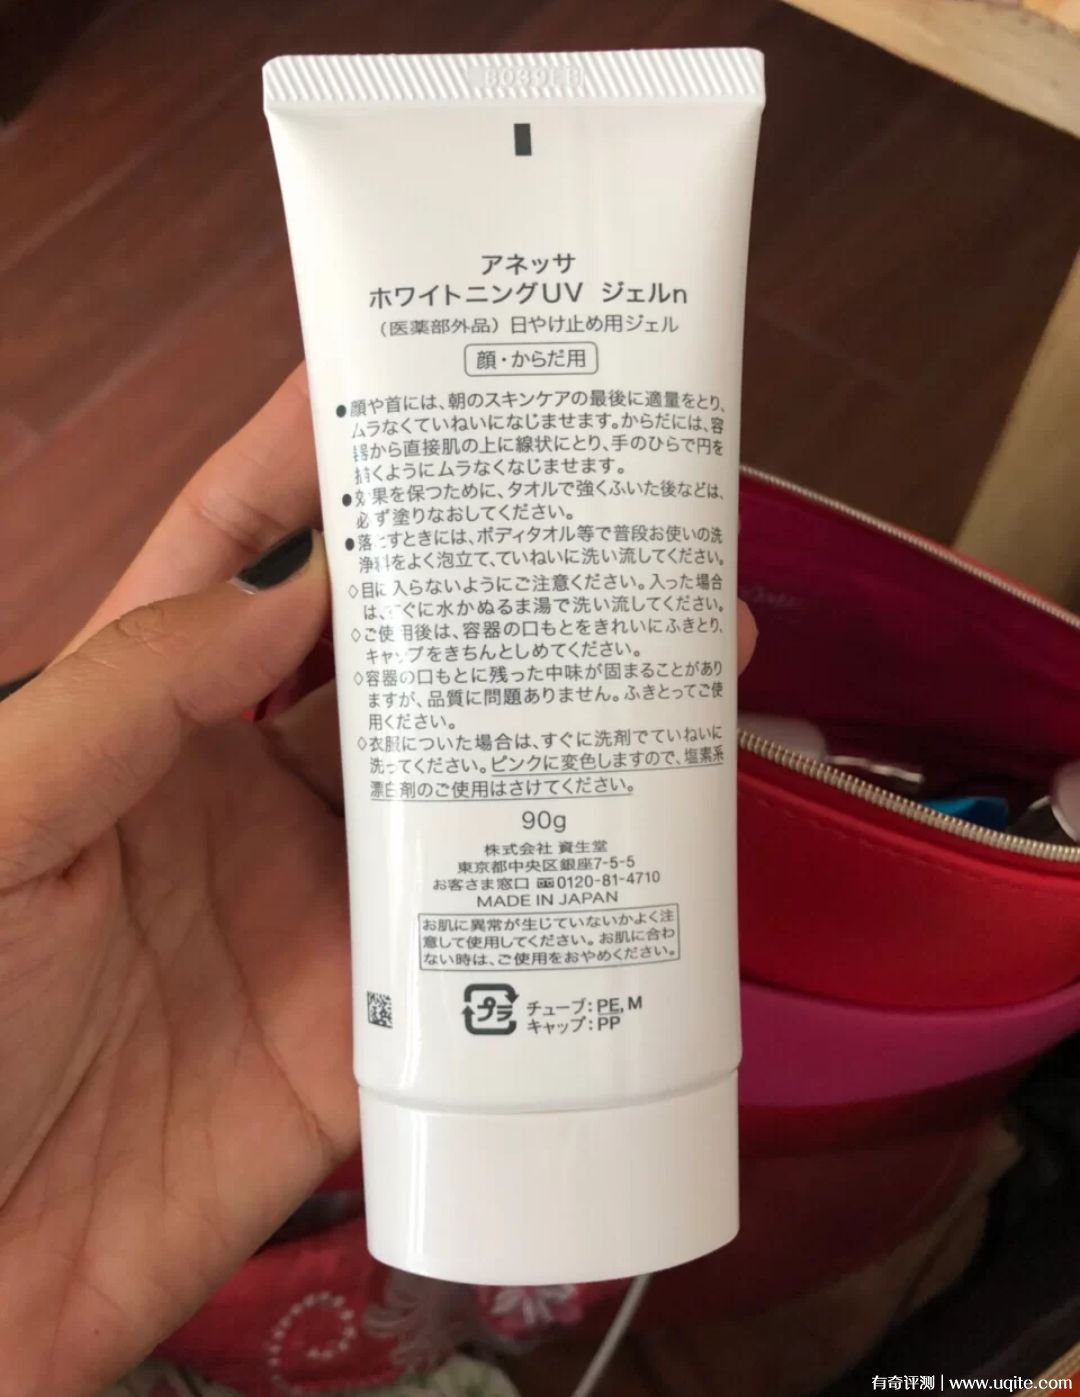 アネッサ
ホワイトニングUV ジェルn
（医薬部外品）日やけ止め用ジェル
顔・からだ用
●顔や首には、朝のスキンケアの最後に適量をとり、
ムラなくていねいになじませます。からだには、容
器から直接肌の上に線状にとり、手のひらで円を
描くようにムラなくなじませます。
●効果を保つために、タオルで強くふいた後などは、
必ず塗りなおしてください。
●落とすときには、ボディタオル等で普段お使いの洗
浄料をよく泡立て、ていねいに洗い流してください。
◇目に入らないようにご注意ください。入った場合
は、すぐに水かぬるま湯で洗い流してください。
◇ご使用後は、容器の口もとをきれいにふきとり、
キャップをきちんとしめてください。
◇容器の口もとに残った中味が固まることがあり
ますが、品質に問題ありません。ふきとってご使
用ください。
◇衣服についた場合は、すぐに洗剤でていねいに
洗ってください。ピンクに変色しますので、塩素系
漂白剤のご使用はさけてください。
90g
株式会社 資生堂
東京都中央区銀座7-5-5
お客さま窓口 0120-81-4710
MADE IN JAPAN
お肌に異常が生じていないかよく注
意して使用してください。お肌に合わ
ない時は、ご使用をおやめください。
プラ
チューブ：PE, M
キャップ：PP
有奇评测 | www.uqite.com